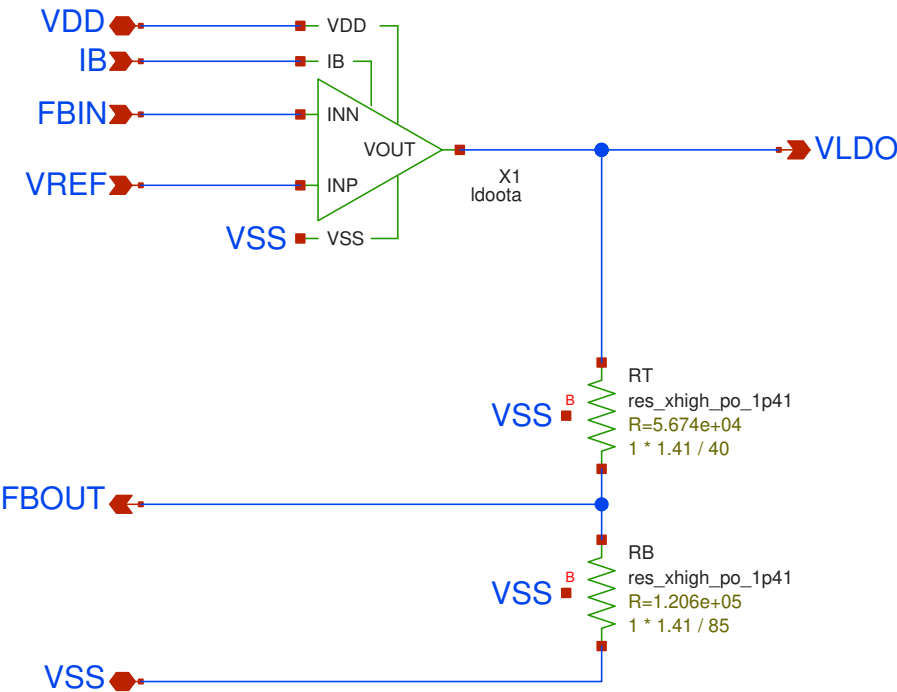 VDD
VDD
IB
IB
FBIN
INN
VOUT
VLDO
X1
ldoota
VREF
INP
VSS
VSS
RT
B
res_xhigh_po_1p41
VSS
R=5.674e+04
1 * 1.41 / 40
FBOUT
RB
B
res_xhigh_po_1p41
VSS
R=1.206e+05
1 * 1.41 / 85
VSS